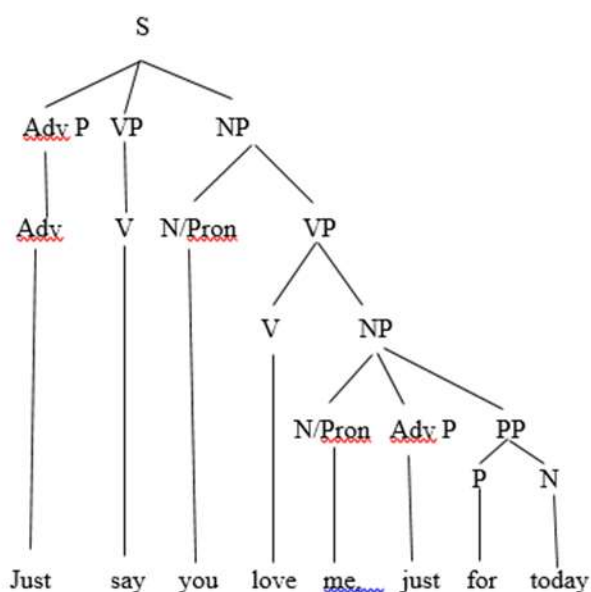 S
Adv P VP NP
Adv V N/Pron VP
V NP
N/Pron Adv P PP
P N
Just say you love me, just for today